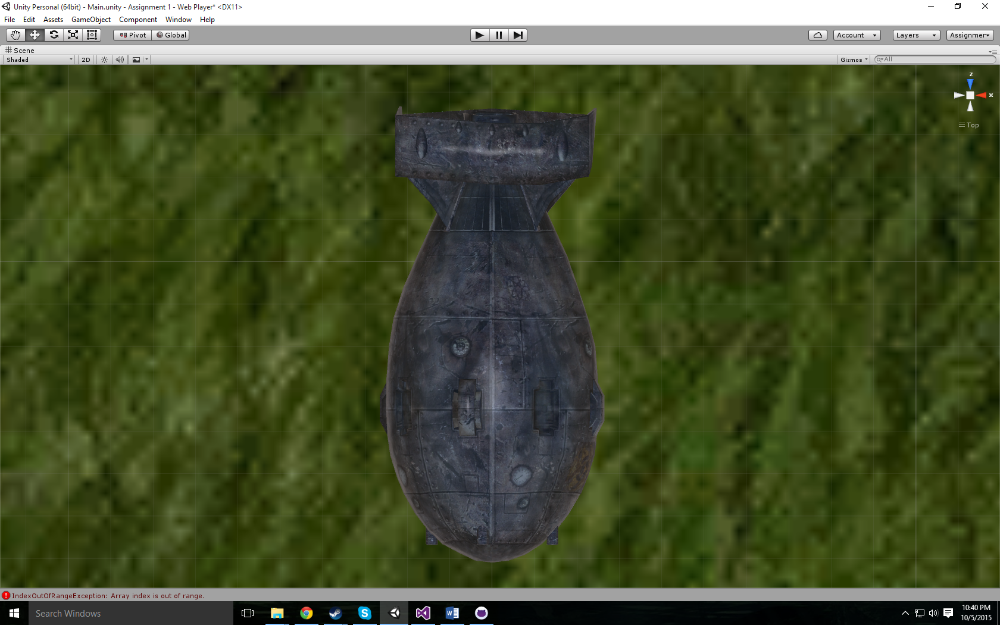 Unity Personal (64bit) - Main.unity - Assignment 1 - Web Player* <DX11>
File Edit Assets GameObject Component Window Help
Pivot Global Account Layers Assignmer
Scene
Shaded 2D Gizmos All
z
x
Top
IndexOutOfRangeException: Array index is out of range.
Search Windows
10:40 PM
10/5/2015